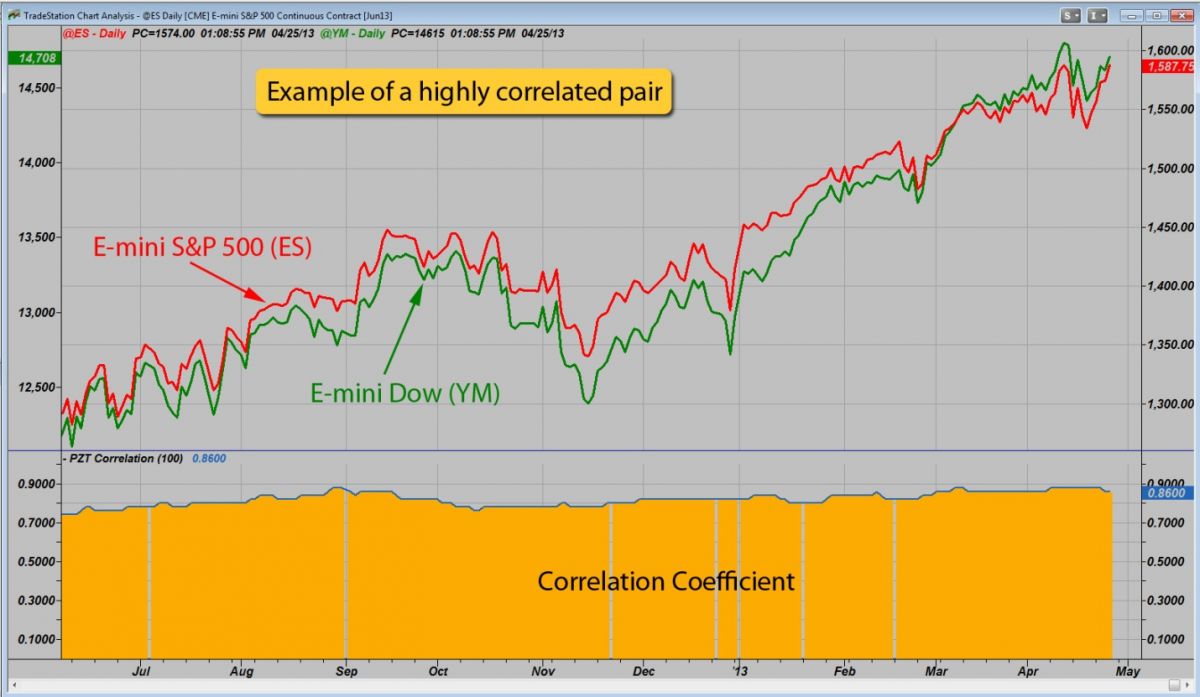 TradeStation Chart Analysis - @ES Daily [CME] E-mini S&P 500 Continuous Contract [Jun13]
S I
@ES - Daily PC=1574.00 01:08:55 PM 04/25/13 @YM - Daily PC=14615 01:08:55 PM 04/25/13
Example of a highly correlated pair
14,708
14,500
14,000
13,500
13,000
12,500
1,600.00
1,587.75
1,550.00
1,500.00
1,450.00
1,400.00
1,350.00
1,300.00
E-mini S&P 500 (ES)
E-mini Dow (YM)
- PZT Correlation (100) 0.8600
0.9000
0.7000
0.5000
0.3000
0.1000
0.9000
0.8600
0.7000
0.5000
0.3000
0.1000
Correlation Coefficient
Jul Aug Sep Oct Nov Dec '13 Feb Mar Apr May